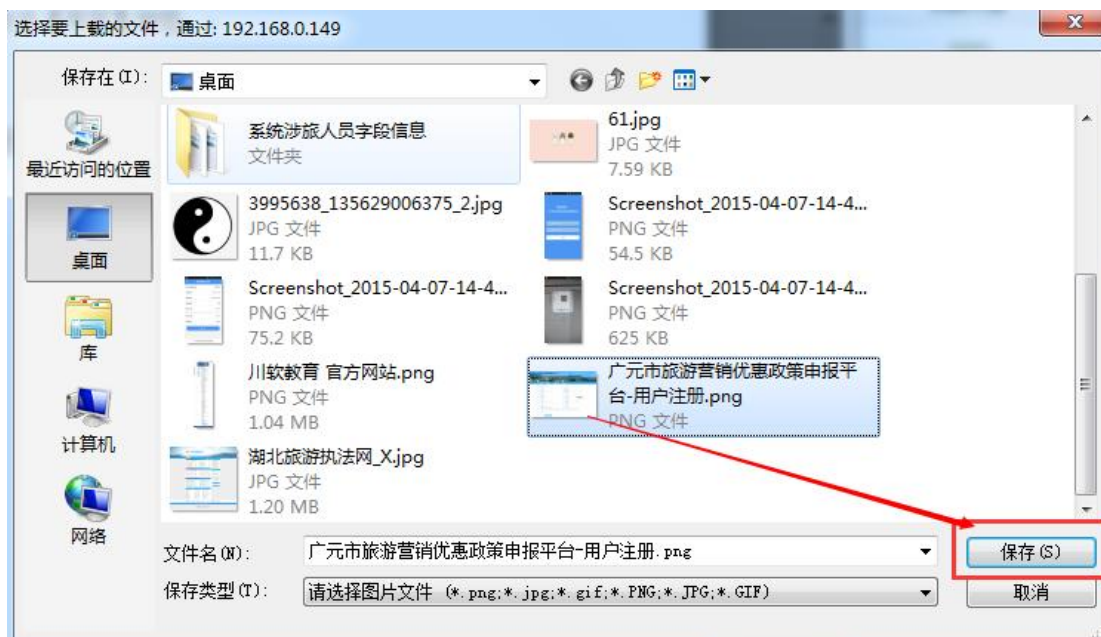 选择要上载的文件，通过: 192.168.0.149
保存在(I):
桌面
最近访问的位置
桌面
库
计算机
网络
系统涉旅人员字段信息
文件夹
61.jpg
JPG 文件
7.59 KB
3995638_135629006375_2.jpg
JPG 文件
11.7 KB
Screenshot_2015-04-07-14-4...
PNG 文件
54.5 KB
Screenshot_2015-04-07-14-4...
PNG 文件
75.2 KB
Screenshot_2015-04-07-14-4...
PNG 文件
625 KB
川软教育 官方网站.png
PNG 文件
1.04 MB
广元市旅游营销优惠政策申报平
台-用户注册.png
PNG 文件
湖北旅游执法网_X.jpg
JPG 文件
1.20 MB
文件名(N):
广元市旅游营销优惠政策申报平台-用户注册.png
保存(S)
保存类型(T):
请选择图片文件 (*.png;*.jpg;*.gif;*.PNG;*.JPG;*.GIF)
取消